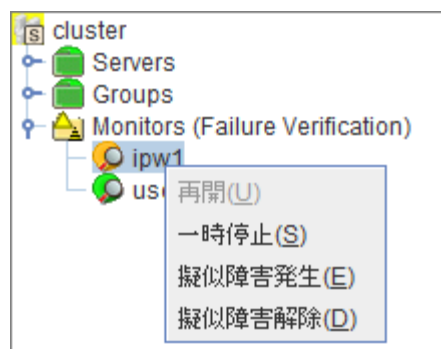 cluster
Servers
Groups
Monitors (Failure Verification)
ipw1
再開(U)
一時停止(S)
擬似障害発生(E)
擬似障害解除(D)